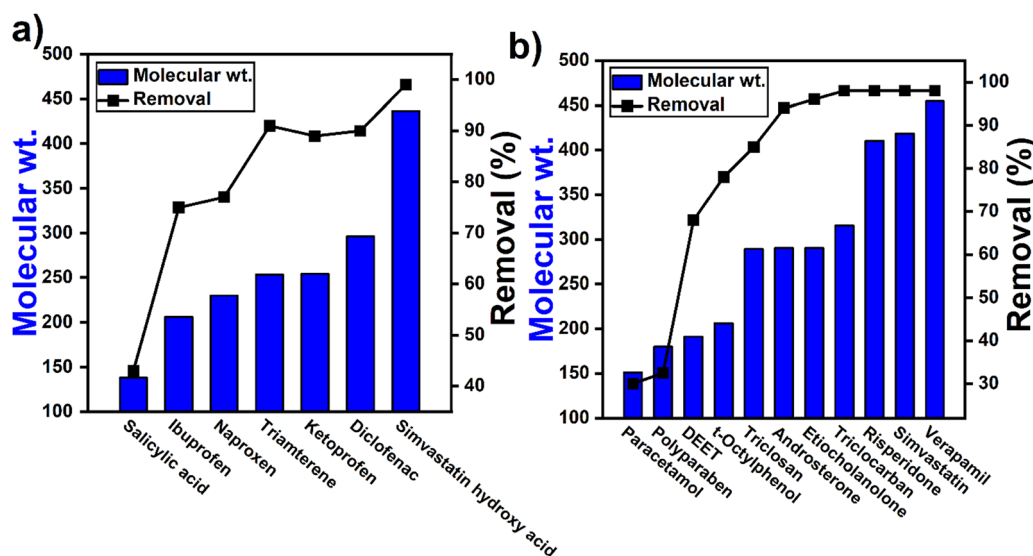 a)
Molecular wt.
Removal
500
450
400
350
300
250
200
150
100
Molecular wt.
100
90
80
70
60
50
40
Removal (%)
Salicylic acid
Ibuprofen
Naproxen
Triamterene
Ketoprofen
Diclofenac
Simvastatin hydroxy acid
b)
Molecular wt.
Removal
500
450
400
350
300
250
200
150
100
Molecular wt.
100
90
80
70
60
50
40
30
Removal (%)
Paracetamol
Polyparaben
DEET
t-Octylphenol
Triclosan
Androsterone
Etiocholanolone
Triclocarban
Risperidone
Simvastatin
Verapamil